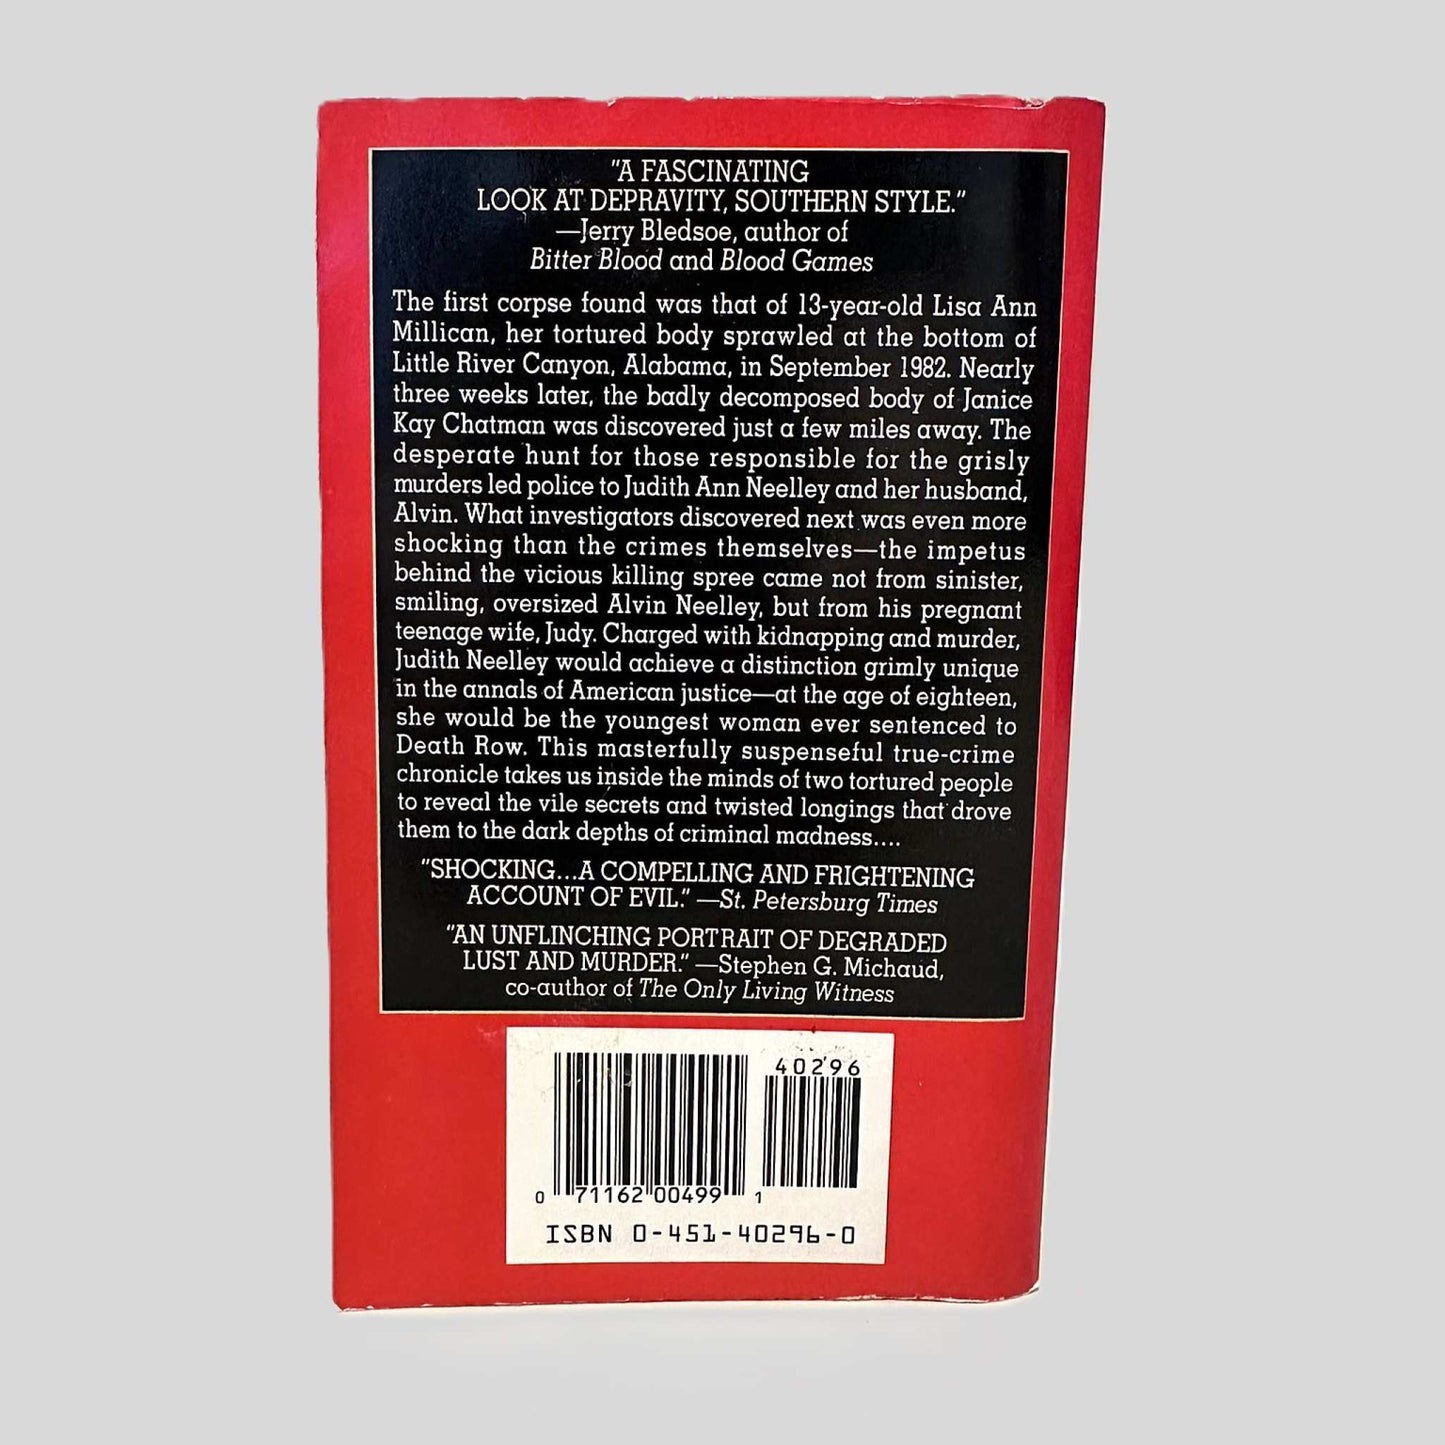 "A FASCINATING
LOOK AT DEPRAVITY, SOUTHERN STYLE."
—Jerry Bledsoe, author of
Bitter Blood and Blood Games
The first corpse found was that of 13-year-old Lisa Ann
Millican, her tortured body sprawled at the bottom of
Little River Canyon, Alabama, in September 1982. Nearly
three weeks later, the badly decomposed body of Janice
Kay Chatman was discovered just a few miles away. The
desperate hunt for those responsible for the grisly
murders led police to Judith Ann Neelley and her husband,
Alvin. What investigators discovered next was even more
shocking than the crimes themselves—the impetus
behind the vicious killing spree came not from sinister,
smiling, oversized Alvin Neelley, but from his pregnant
teenage wife, Judy. Charged with kidnapping and murder,
Judith Neelley would achieve a distinction grimly unique
in the annals of American justice—at the age of eighteen,
she would be the youngest woman ever sentenced to
Death Row. This masterfully suspenseful true-crime
chronicle takes us inside the minds of two tortured people
to reveal the vile secrets and twisted longings that drove
them to the dark depths of criminal madness....
"SHOCKING...A COMPELLING AND FRIGHTENING
ACCOUNT OF EVIL." —St. Petersburg Times
"AN UNFLINCHING PORTRAIT OF DEGRADED
LUST AND MURDER." —Stephen G. Michaud,
co-author of The Only Living Witness
40296
0 71162 00499 1
ISBN 0-451-40296-0